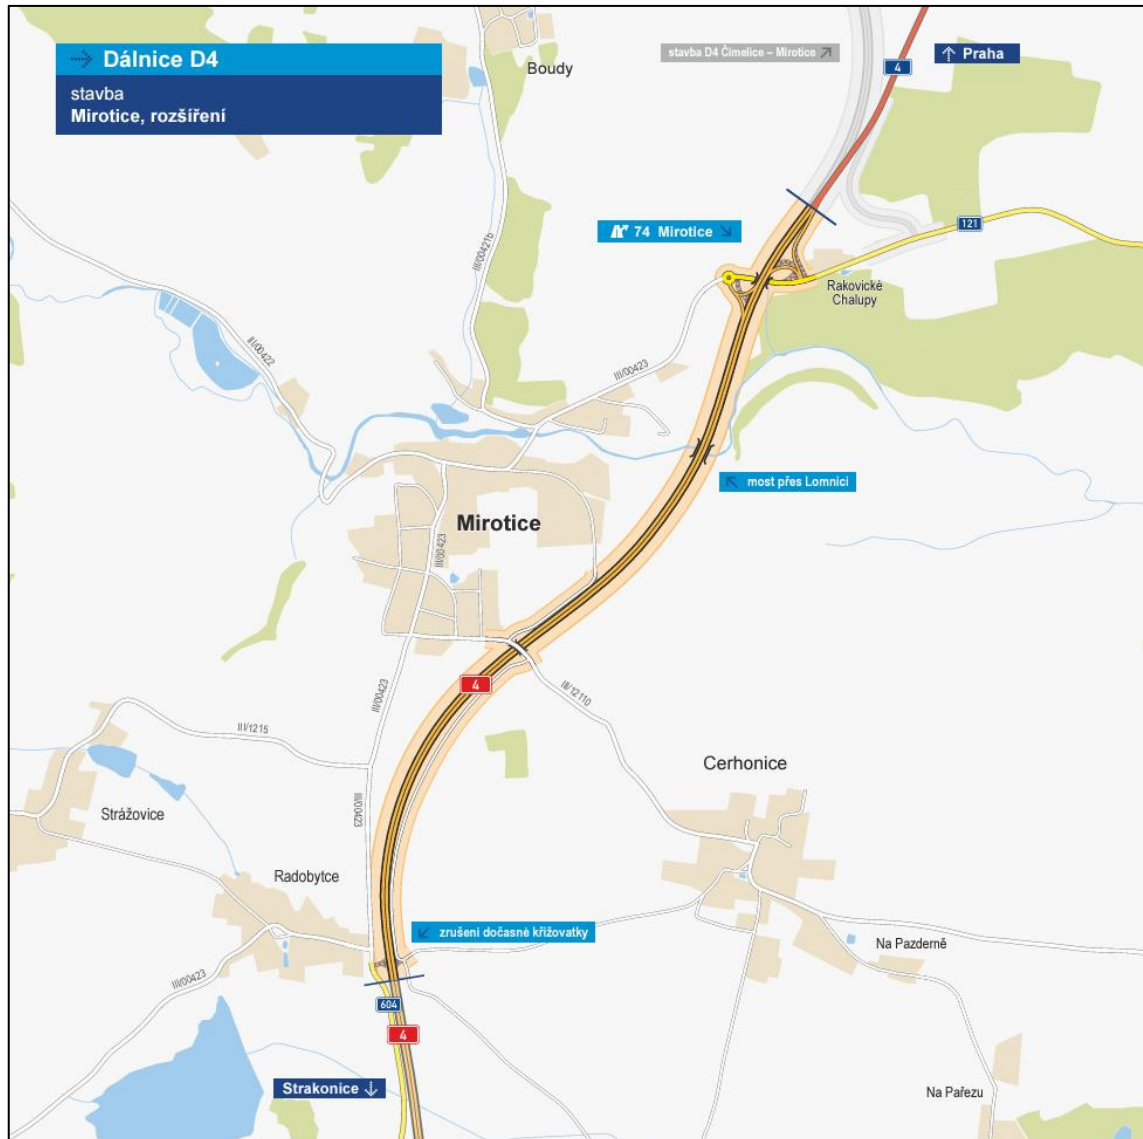 Dálnice D4
stavba
Mirotice, rozšíření
Boudy
stavba D4 Čimelice – Mirotice
4
Praha
III/00421b
74 Mirotice
121
Rakovické
Chalupy
III/00422
III/00423
most přes Lomnici
Mirotice
III/00423
4
III/12110
III/00423
III/1215
Cerhonice
III/00423
Strážovice
Radobytce
zrušení dočasné křižovatky
Na Pazderně
III/00423
604
4
Strakonice
Na Pařezu